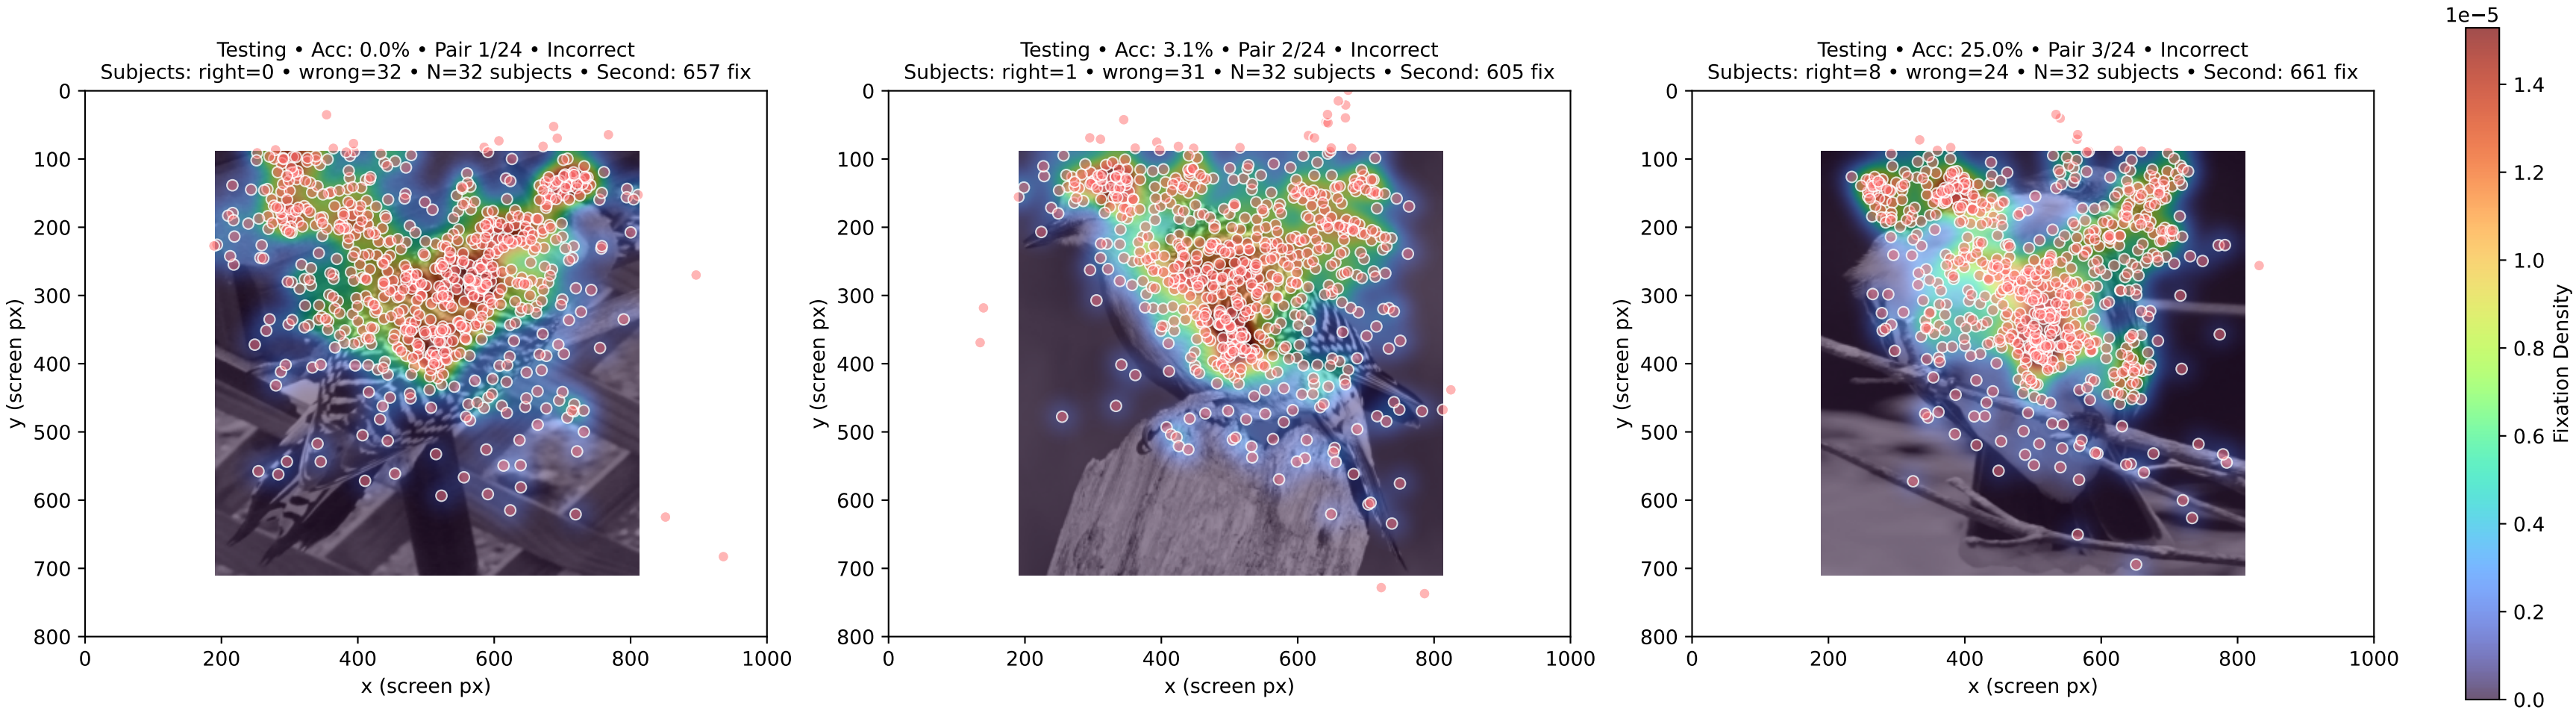 1e−5
Testing • Acc: 0.0% • Pair 1/24 • Incorrect
Subjects: right=0 • wrong=32 • N=32 subjects • Second: 657 fix
0
100
200
300
400
500
600
700
800
y (screen px)
0 200 400 600 800 1000
x (screen px)
Testing • Acc: 3.1% • Pair 2/24 • Incorrect
Subjects: right=1 • wrong=31 • N=32 subjects • Second: 605 fix
0
100
200
300
400
500
600
700
800
y (screen px)
0 200 400 600 800 1000
x (screen px)
Testing • Acc: 25.0% • Pair 3/24 • Incorrect
Subjects: right=8 • wrong=24 • N=32 subjects • Second: 661 fix
0
100
200
300
400
500
600
700
800
y (screen px)
0 200 400 600 800 1000
x (screen px)
1.4
1.2
1.0
0.8
0.6
0.4
0.2
0.0
Fixation Density